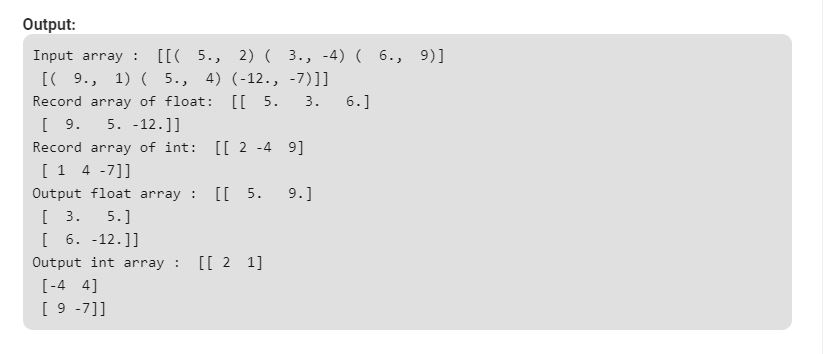 Output:
Input array :  [[(  5.,  2) (  3., -4) (  6.,  9)]
 [(  9.,  1) (  5.,  4) (-12., -7)]]
Record array of float:  [[  5.   3.   6.]
 [  9.   5. -12.]]
Record array of int:  [[ 2 -4  9]
 [ 1  4 -7]]
Output float array :  [[  5.   9.]
 [  3.   5.]
 [  6. -12.]]
Output int array :  [[ 2  1]
 [-4  4]
 [ 9 -7]]